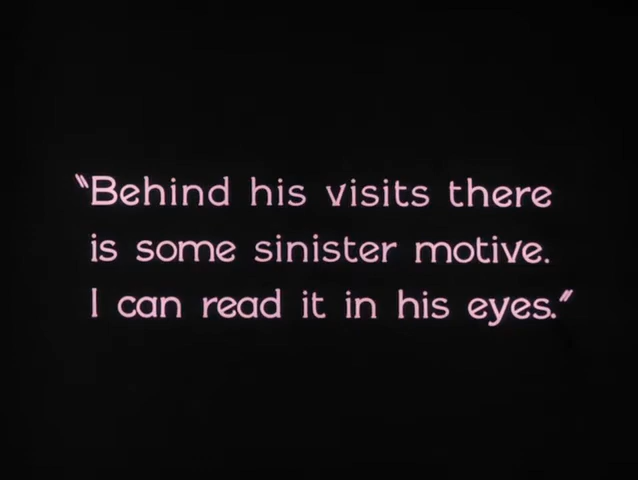 "Behind his visits there
is some sinister motive.
I can read it in his eyes."